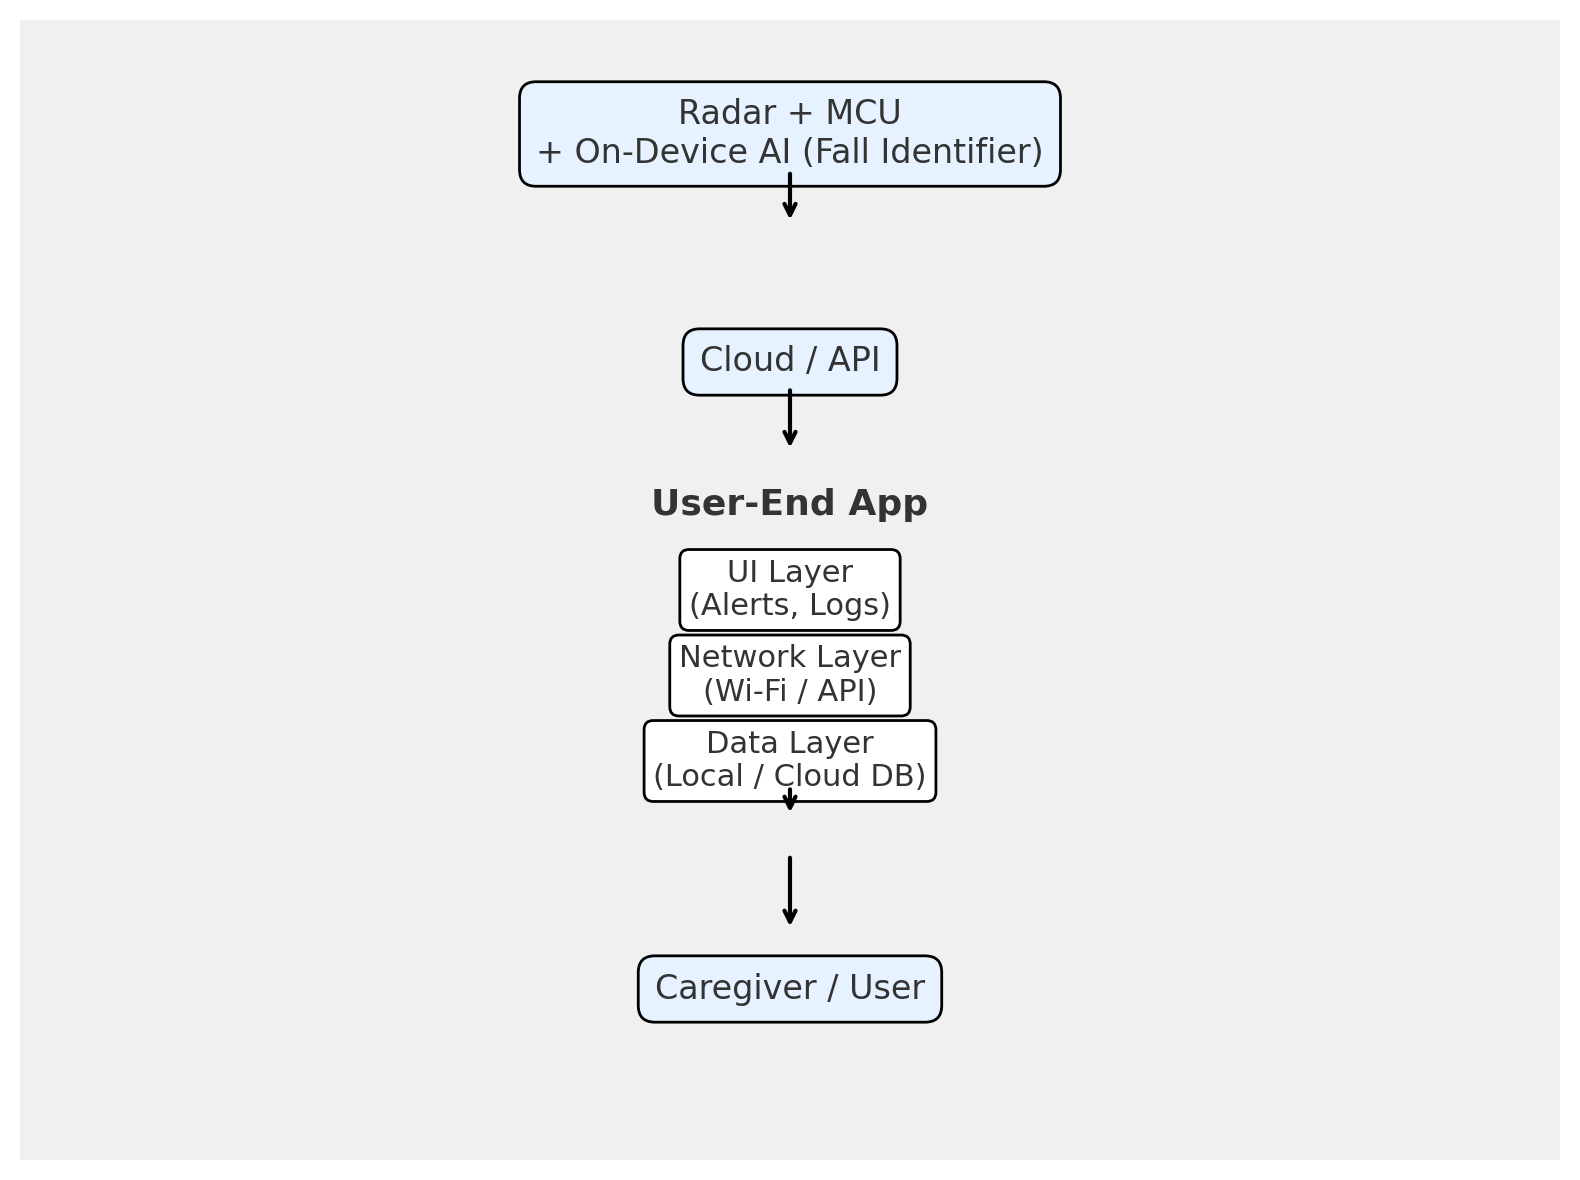 Radar + MCU
+ On-Device AI (Fall Identifier)
Cloud / API
User-End App
UI Layer
(Alerts, Logs)
Network Layer
(Wi-Fi / API)
Data Layer
(Local / Cloud DB)
Caregiver / User